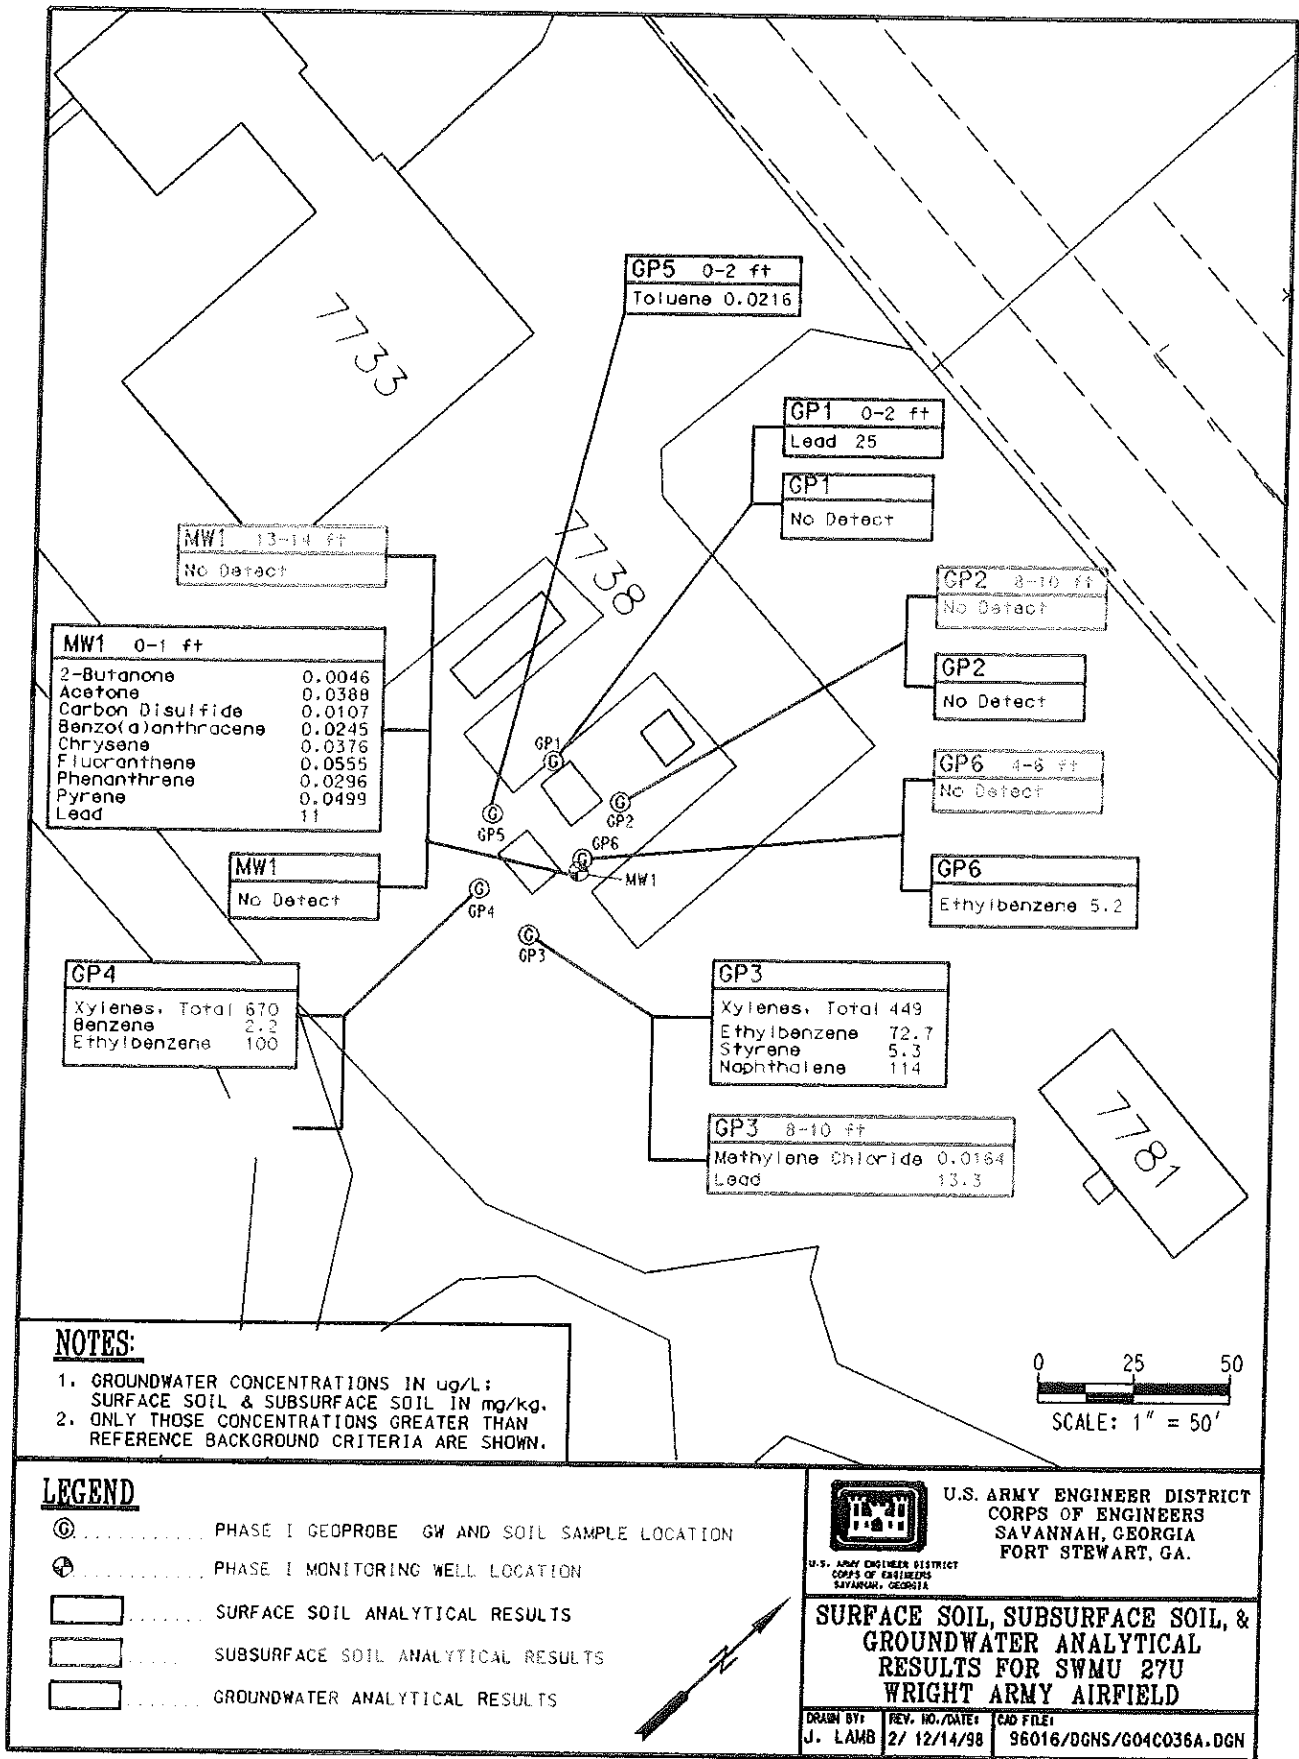 7733
GP5 0-2 ft
Toluene 0.0216
GP1 0-2 ft
Lead 25
GP1
No Detect
7738
MW1 13-14 ft
No Detect
GP2 8-10 ft
No Detect
GP2
No Detect
MW1 0-1 ft
2-Butanone 0.0046
Acetone 0.0388
Carbon Disulfide 0.0107
Benzo(a)anthracene 0.0245
Chrysene 0.0376
Fluoranthene 0.0555
Phenanthrene 0.0296
Pyrene 0.0499
Lead 11
GP6 4-6 ft
No Detect
GP1
GP2
GP5
GP6
MW1
GP4
GP3
MW1
No Detect
GP6
Ethylbenzene 5.2
GP4
Xylenes, Total 670
Benzene 2.2
Ethylbenzene 100
GP3
Xylenes, Total 449
Ethylbenzene 72.7
Styrene 5.3
Naphthalene 114
GP3 8-10 ft
Methylene Chloride 0.0164
Lead 13.3
7781
NOTES:
1. GROUNDWATER CONCENTRATIONS IN ug/L;
SURFACE SOIL & SUBSURFACE SOIL IN mg/kg.
2. ONLY THOSE CONCENTRATIONS GREATER THAN
REFERENCE BACKGROUND CRITERIA ARE SHOWN.
0 25 50
SCALE: 1" = 50'
LEGEND
G PHASE I GEOPROBE GW AND SOIL SAMPLE LOCATION
PHASE I MONITORING WELL LOCATION
SURFACE SOIL ANALYTICAL RESULTS
SUBSURFACE SOIL ANALYTICAL RESULTS
GROUNDWATER ANALYTICAL RESULTS
N
U.S. ARMY ENGINEER DISTRICT
CORPS OF ENGINEERS
SAVANNAH, GEORGIA
U.S. ARMY ENGINEER DISTRICT
CORPS OF ENGINEERS
SAVANNAH, GEORGIA
FORT STEWART, GA.
SURFACE SOIL, SUBSURFACE SOIL, &
GROUNDWATER ANALYTICAL
RESULTS FOR SWMU 27U
WRIGHT ARMY AIRFIELD
DRAWN BY: J. LAMB
REV. NO./DATE: 2/ 12/14/98
CAD FILE: 96016/DGNS/G04C036A.DGN